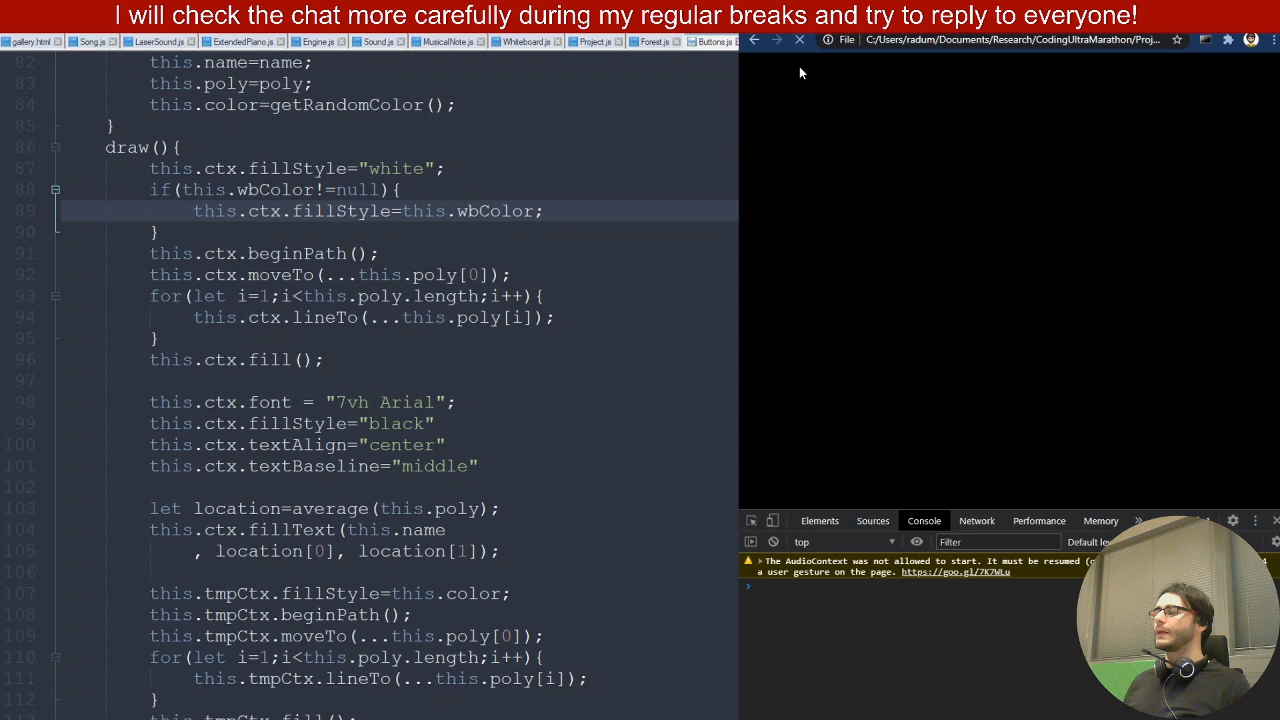 I will check the chat more carefully during my regular breaks and try to reply to everyone!
gallery.html Song.js LaserSound.js ExtendedPiano.js Engine.js Sound.js MusicalNote.js Whiteboard.js Project.js Forest.js Buttons.js
File C:/Users/radum/Documents/Research/CodingUltraMarathon/Proj...
82 this.name=name;
83 this.poly=poly;
84 this.color=getRandomColor();
85 }
86 draw(){
87 this.ctx.fillStyle="white";
88 if(this.wbColor!=null){
89 this.ctx.fillStyle=this.wbColor;
90 }
91 this.ctx.beginPath();
92 this.ctx.moveTo(...this.poly[0]);
93 for(let i=1;i<this.poly.length;i++){
94 this.ctx.lineTo(...this.poly[i]);
95 }
96 this.ctx.fill();
97
98 this.ctx.font = "7vh Arial";
99 this.ctx.fillStyle="black"
100 this.ctx.textAlign="center"
101 this.ctx.textBaseline="middle"
102
103 let location=average(this.poly);
104 this.ctx.fillText(this.name
105 , location[0], location[1]);
106
107 this.tmpCtx.fillStyle=this.color;
108 this.tmpCtx.beginPath();
109 this.tmpCtx.moveTo(...this.poly[0]);
110 for(let i=1;i<this.poly.length;i++){
111 this.tmpCtx.lineTo(...this.poly[i]);
112 }
this.tmpCtx.fill();
Elements Sources Console Network Performance Memory »
top Filter Default
The AudioContext was not allowed to start. It must be resumed
a user gesture on the page. https://goo.gl/7K7WLu